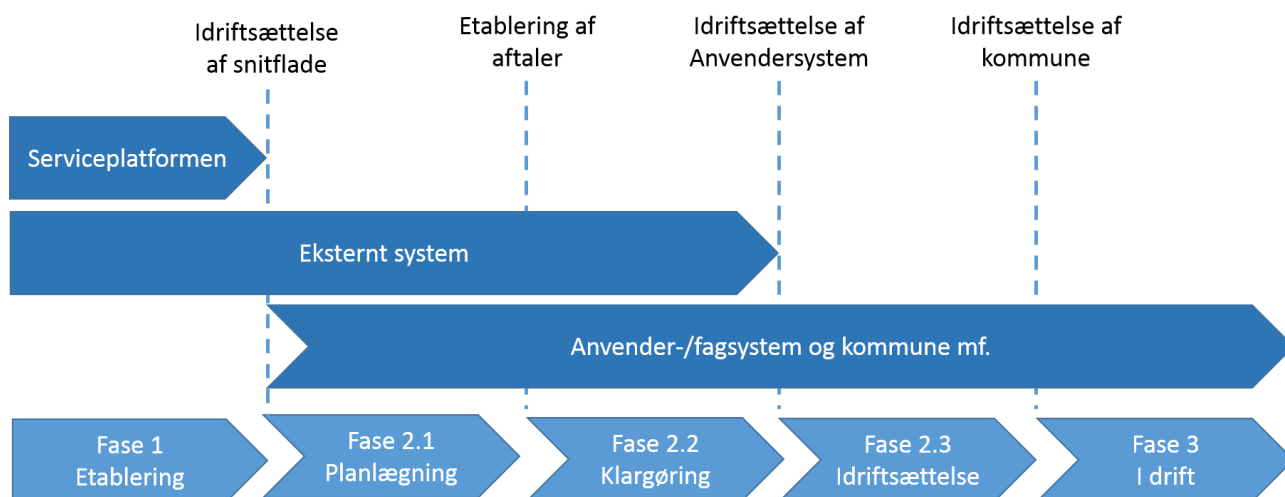 Idriftsættelse
af snitflade
Etablering af
aftaler
Idriftsættelse af
Anvendersystem
Idriftsættelse af
kommune
Serviceplatformen
Eksternt system
Anvender-/fagsystem og kommune mf.
Fase 1
Etablering
Fase 2.1
Planlægning
Fase 2.2
Klargøring
Fase 2.3
Idriftsættelse
Fase 3
I drift